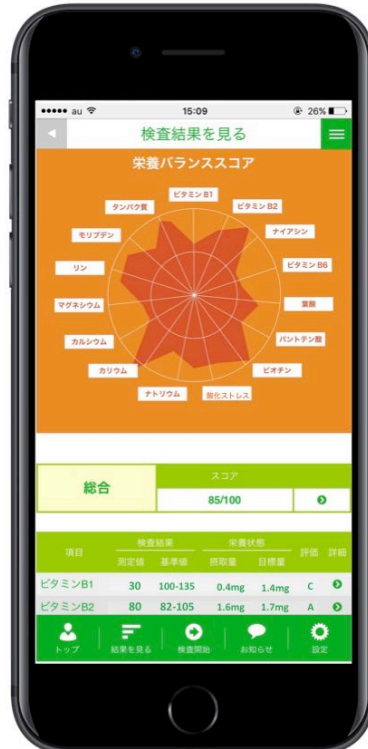 au 15:09 26%
検査結果を見る
栄養バランススコア
ビタミン B1
ビタミン B2
ナイアシン
ビタミン B6
葉酸
パントテン酸
ビオチン
酸化ストレス
ナトリウム
カリウム
カルシウム
マグネシウム
リン
モリブデン
タンパク質
総合
スコア
85/100
項目 検査結果 栄養状態 評価 詳細
測定値 基準値 摂取量 目標量
ビタミンB1 30 100-135 0.4mg 1.4mg C
ビタミンB2 80 82-105 1.6mg 1.7mg A
トップ 結果を見る 検査開始 お知らせ 設定